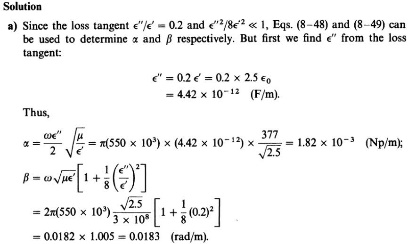 Solution
a) Since the loss tangent ε″/ε′ = 0.2 and ε″²/8ε′² ≪ 1, Eqs. (8–48) and (8–49) can
be used to determine α and β respectively. But first we find ε″ from the loss
tangent:
ε″ = 0.2 ε′ = 0.2 × 2.5 ε₀
= 4.42 × 10⁻¹² (F/m).
Thus,
α = ωε″/2 √(μ/ε′) = π(550 × 10³) × (4.42 × 10⁻¹²) × 377/√2.5 = 1.82 × 10⁻³ (Np/m);
β = ω√με′ [1 + 1/8 (ε″/ε′)²]
= 2π(550 × 10³) √2.5/(3 × 10⁸) [1 + 1/8 (0.2)²]
= 0.0182 × 1.005 = 0.0183 (rad/m).